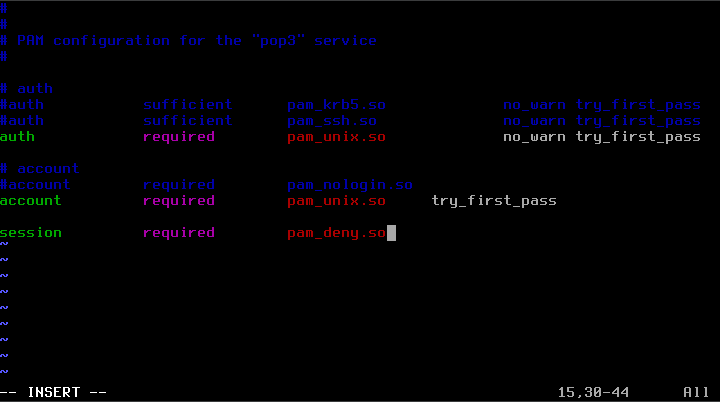 #
#
# PAM configuration for the "pop3" service
#
# auth
#auth sufficient pam_krb5.so no_warn try_first_pass
#auth sufficient pam_ssh.so no_warn try_first_pass
auth required pam_unix.so no_warn try_first_pass
# account
#account required pam_nologin.so
account required pam_unix.so try_first_pass
session required pam_deny.so
~
~
~
~
~
~
~
~
~
-- INSERT -- 15,30-44 All